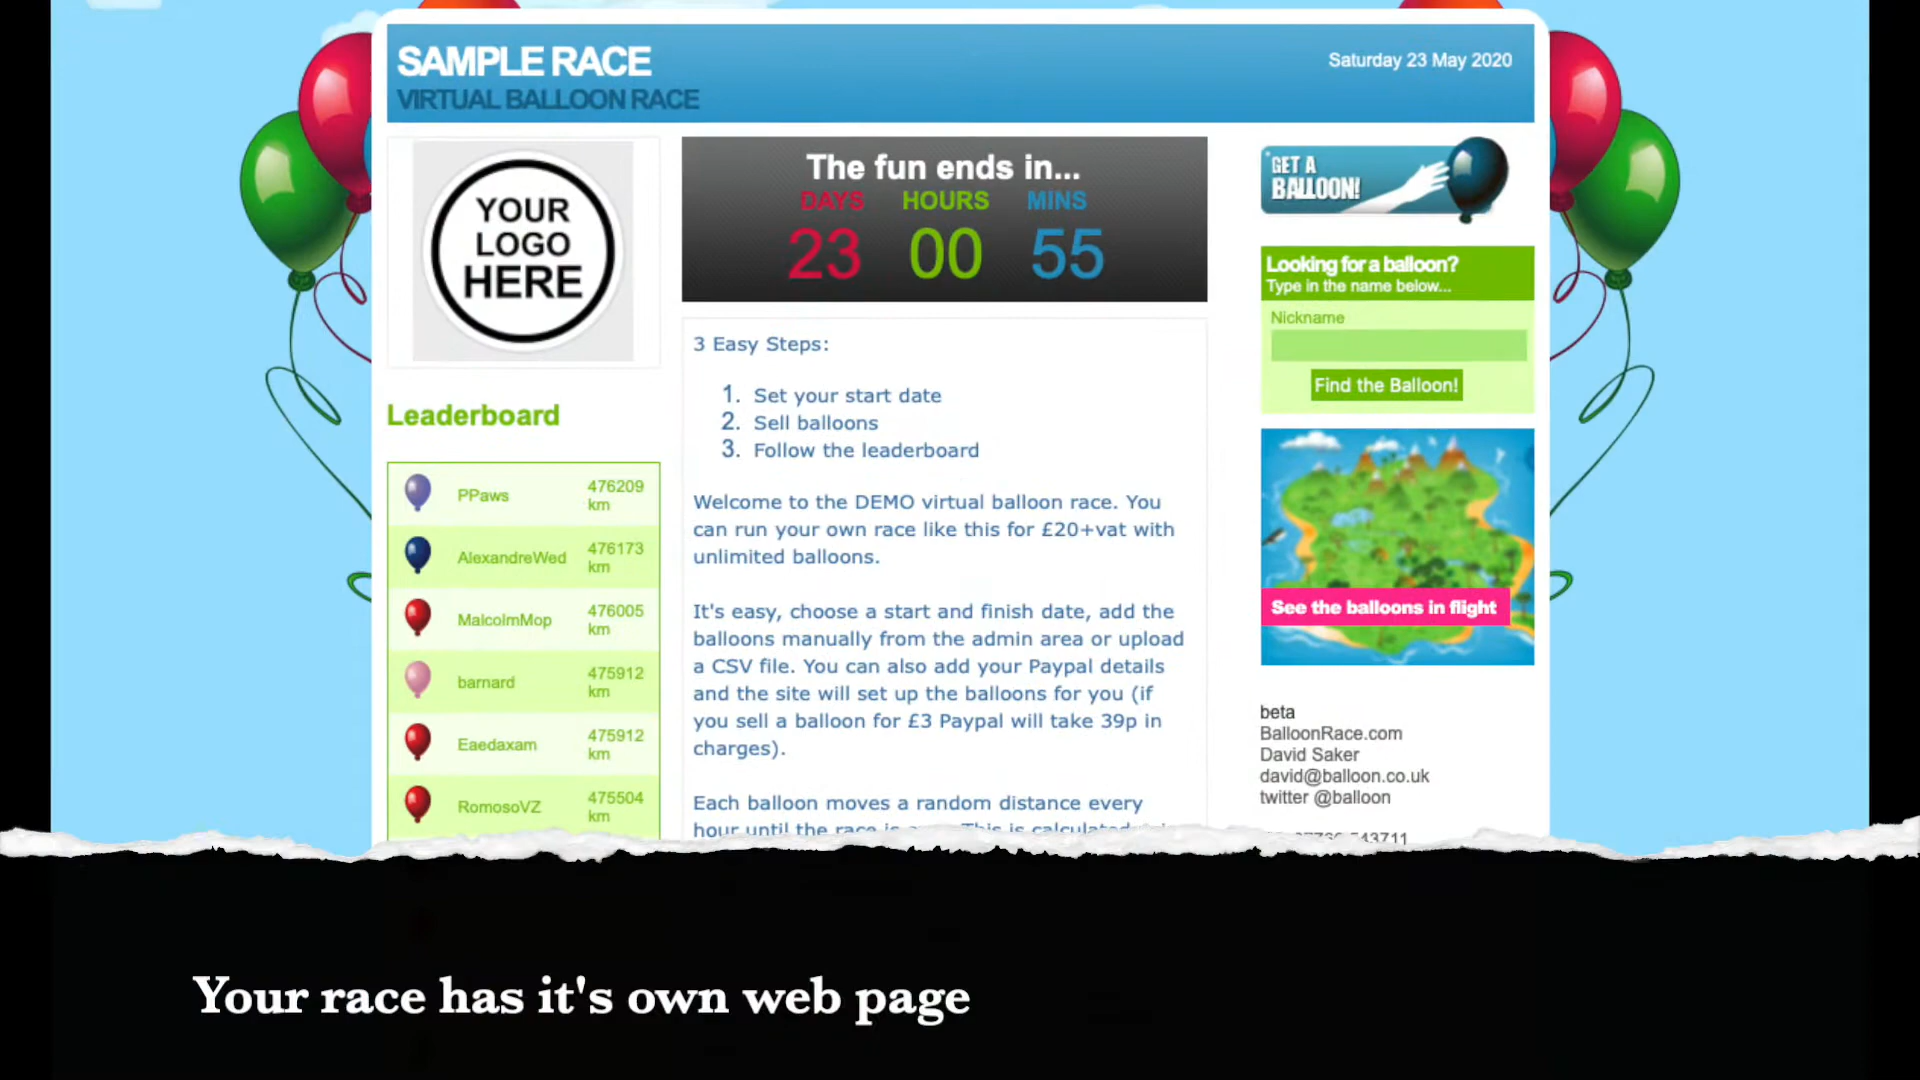 SAMPLE RACE
VIRTUAL BALLOON RACE
Saturday 23 May 2020
YOUR
LOGO
HERE
The fun ends in...
DAYS HOURS MINS
23 00 55
GET A
BALLOON!
Looking for a balloon?
Type in the name below...
Nickname
Find the Balloon!
Leaderboard
PPaws 476209
km
AlexandreWed 476173
km
MalcolmMop 476005
km
barnard 475912
km
Eaedaxam 475912
km
RomosoVZ 475504
km
3 Easy Steps:
1. Set your start date
2. Sell balloons
3. Follow the leaderboard
Welcome to the DEMO virtual balloon race. You
can run your own race like this for £20+vat with
unlimited balloons.
It's easy, choose a start and finish date, add the
balloons manually from the admin area or upload
a CSV file. You can also add your Paypal details
and the site will set up the balloons for you (if
you sell a balloon for £3 Paypal will take 39p in
charges).
Each balloon moves a random distance every
hour until the race is This is calculated
See the balloons in flight
beta
BalloonRace.com
David Saker
david@balloon.co.uk
twitter @balloon
Your race has it's own web page